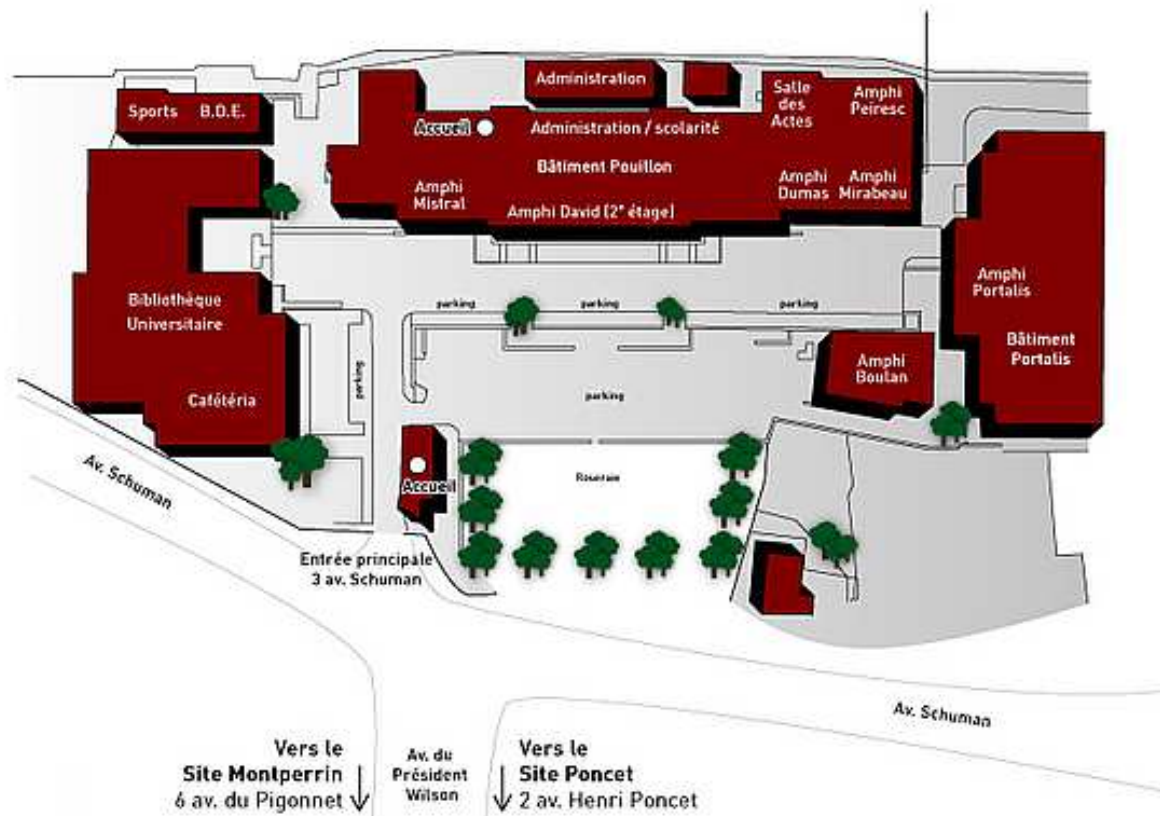 Administration
Sports B.D.E.
Salle
des
Actes
Amphi
Peiresc
Accueil
Administration / scolarité
Bâtiment Pouillon
Amphi
Mistral
Amphi David (2e étage)
Amphi
Dumas
Amphi
Mirabeau
Bibliothèque
Universitaire
Cafétéria
parking
parking
parking
parking
parking
Amphi
Portalis
Bâtiment
Portalis
Amphi
Boulan
Av. Schuman
Accueil
Rountain
Entrée principale
3 av. Schuman
Av. Schuman
Vers le
Site Montperrin
6 av. du Pigonnet
Av. du
Président
Wilson
Vers le
Site Poncet
2 av. Henri Poncet